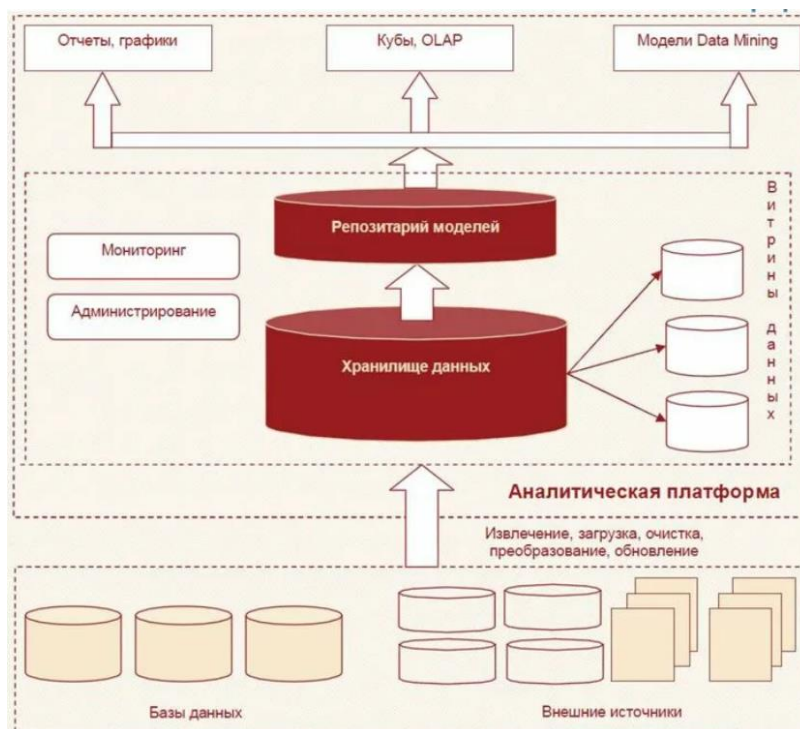 Отчеты, графики
Кубы, OLAP
Модели Data Mining
Репозитарий моделей
Мониторинг
Администрирование
Хранилище данных
Витрины данных
Аналитическая платформа
Извлечение, загрузка, очистка,
преобразование, обновление
Базы данных
Внешние источники